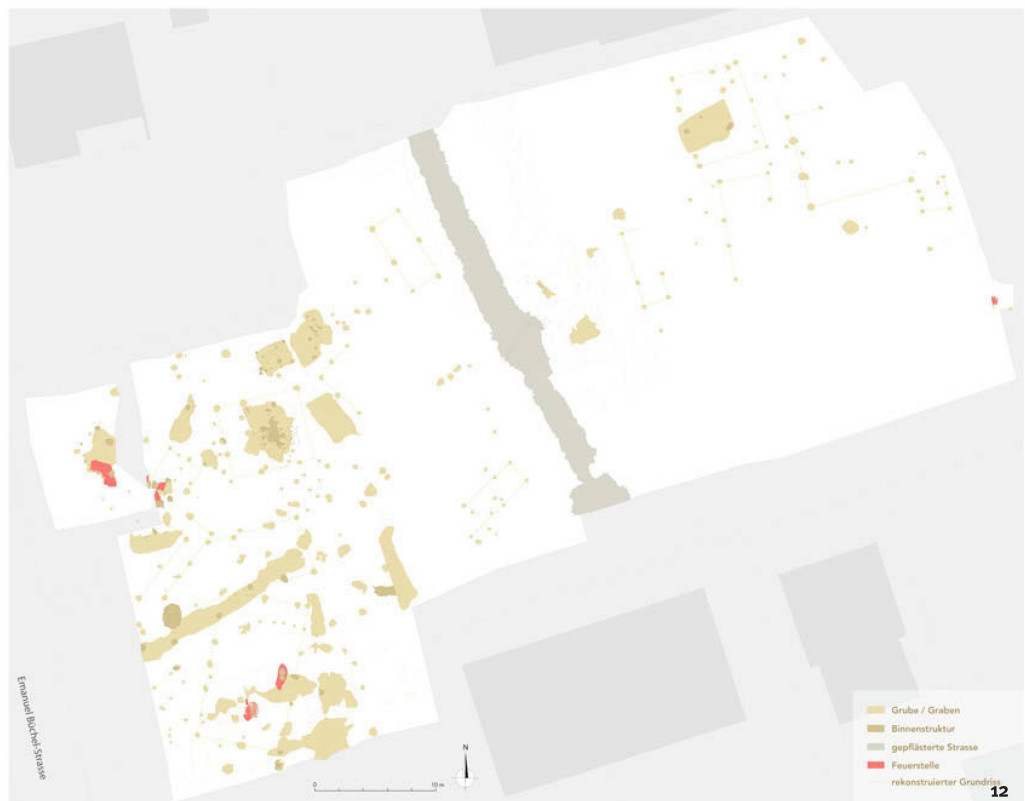 Emanuel Büchel-Strasse
N
0 10 m
Grube / Graben
Binnenstruktur
gepflästerte Strasse
Feuerstelle
rekonstruierter Grundriss
12